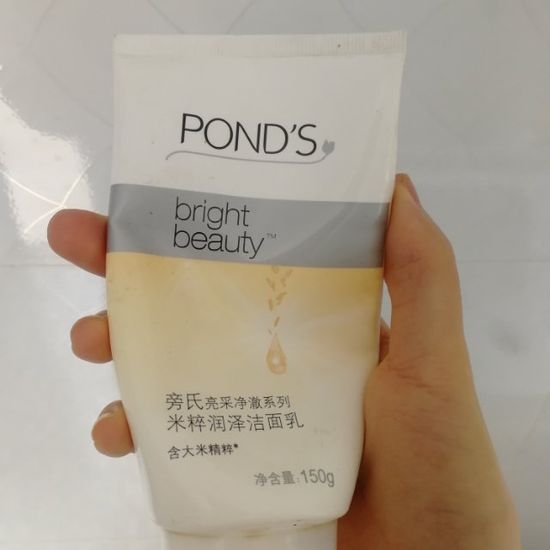 POND'S
bright
beauty™
旁氏亮采净澈系列
米粹润泽洁面乳
含大米精粹*
净含量:150g